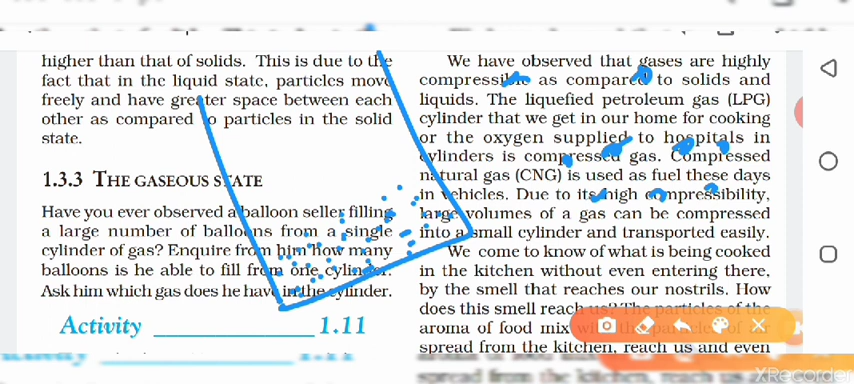 higher than that of solids. This is due to the
fact that in the liquid state, particles move
freely and have greater space between each
other as compared to particles in the solid
state.
1.3.3 THE GASEOUS STATE
Have you ever observed a balloon seller filling
a large number of balloons from a single
cylinder of gas? Enquire from him how many
balloons is he able to fill from one cylinder.
Ask him which gas does he have in the cylinder.
Activity 1.11
We have observed that gases are highly
compressible as compared to solids and
liquids. The liquefied petroleum gas (LPG)
cylinder that we get in our home for cooking
or the oxygen supplied to hospitals in
cylinders is compressed gas. Compressed
natural gas (CNG) is used as fuel these days
in vehicles. Due to its high compressibility,
large volumes of a gas can be compressed
into a small cylinder and transported easily.
We come to know of what is being cooked
in the kitchen without even entering there,
by the smell that reaches our nostrils. How
does this smell reach us? The particles of the
aroma of food mix
spread from the kitchen, reach us and even
XRecorder